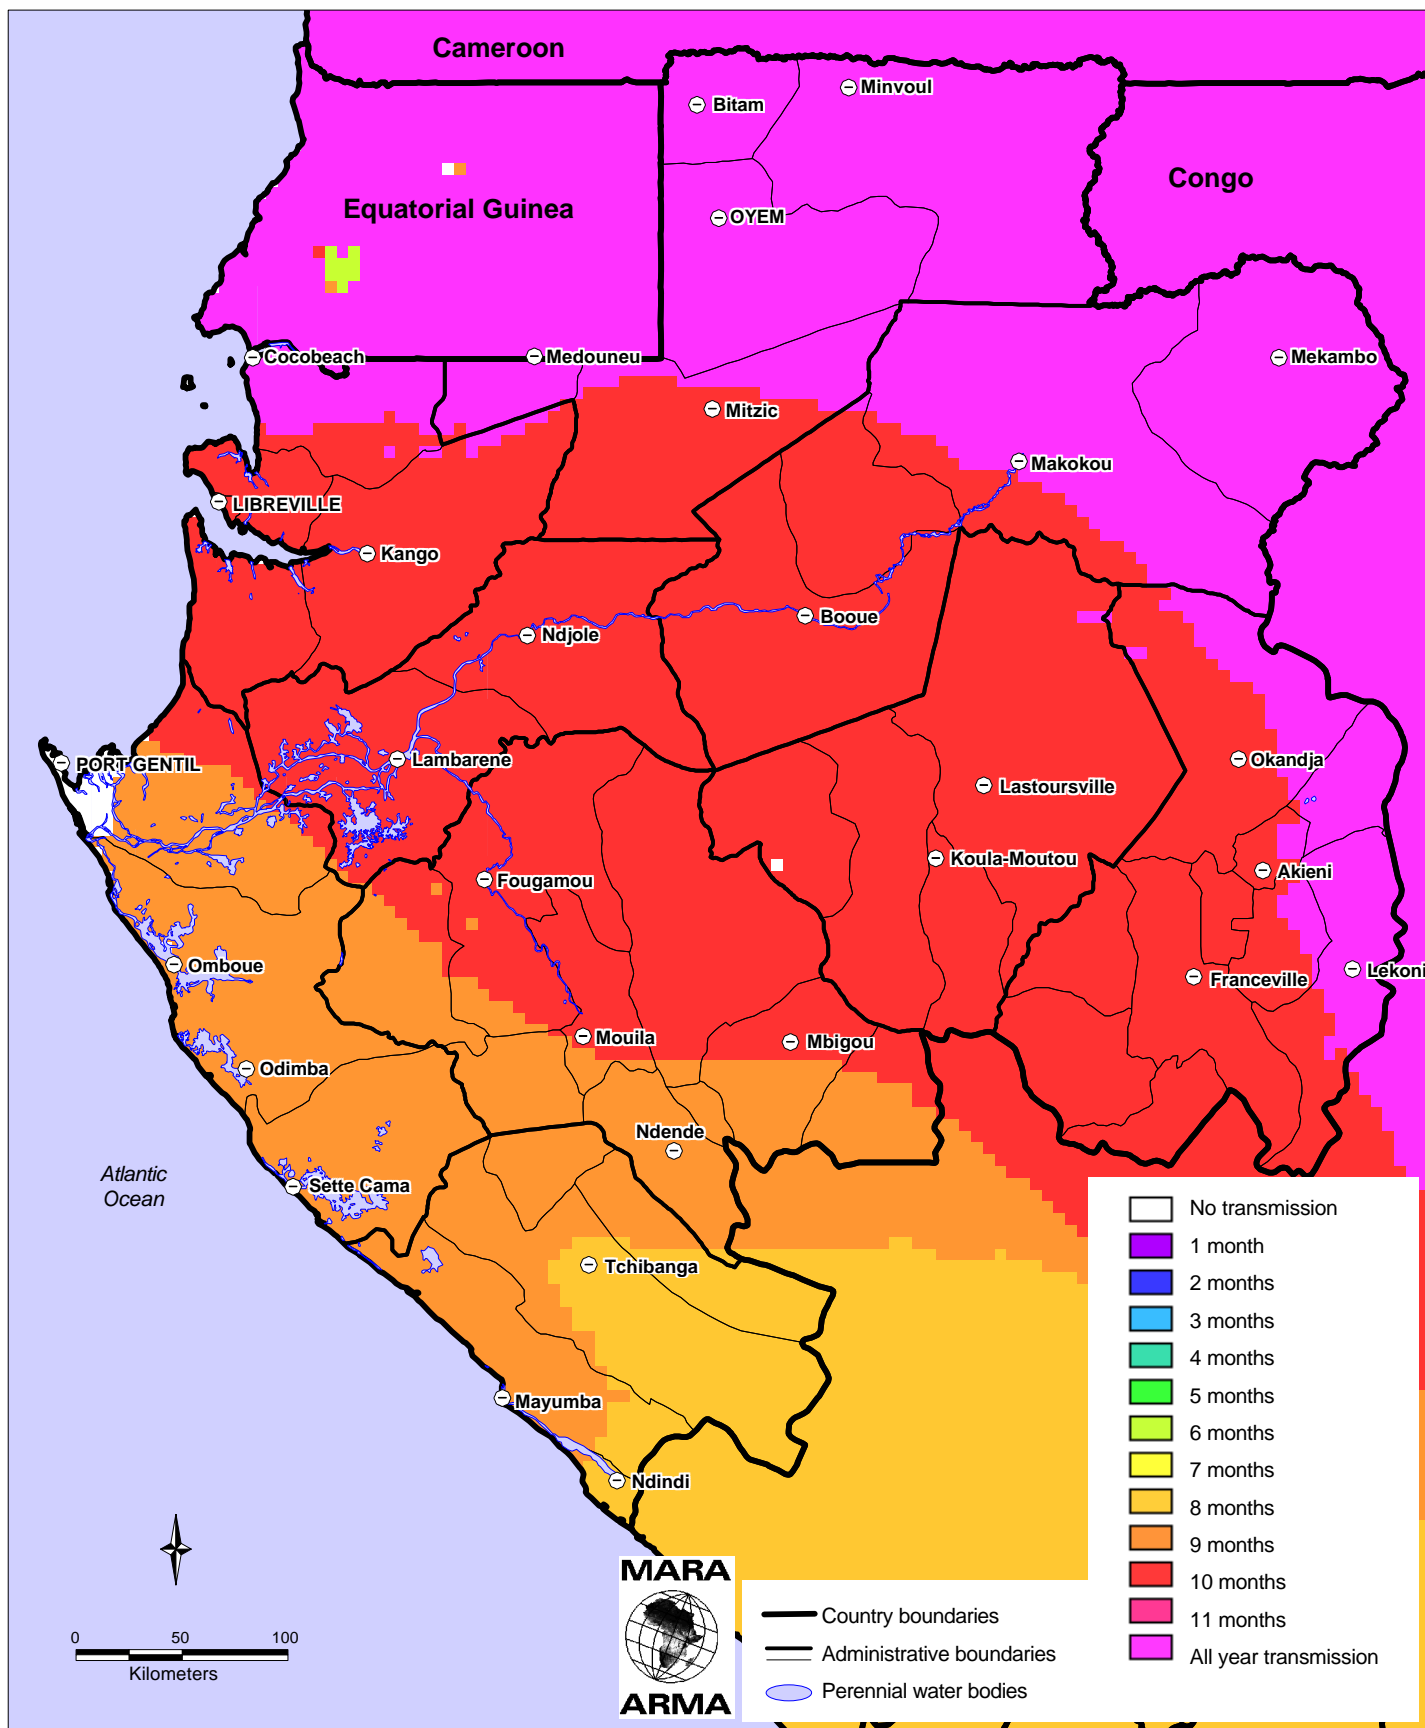 Cameroon
Minvoul
Bitam
Congo
Equatorial Guinea
OYEM
Cocobeach
Medouneu
Mekambo
Mitzic
Makokou
LIBREVILLE
Kango
Booue
Ndjole
PORT GENTIL
Lambarene
Okandja
Lastoursville
Koula-Moutou
Akieni
Fougamou
Omboue
Lekoni
Franceville
Mouila
Mbigou
Odimba
Ndende
Atlantic
Ocean
Sette Cama
Tchibanga
Mayumba
Ndindi
No transmission
1 month
2 months
3 months
4 months
5 months
6 months
7 months
8 months
9 months
10 months
11 months
All year transmission
MARA
ARMA
Country boundaries
Administrative boundaries
Perennial water bodies
0 50 100
Kilometers